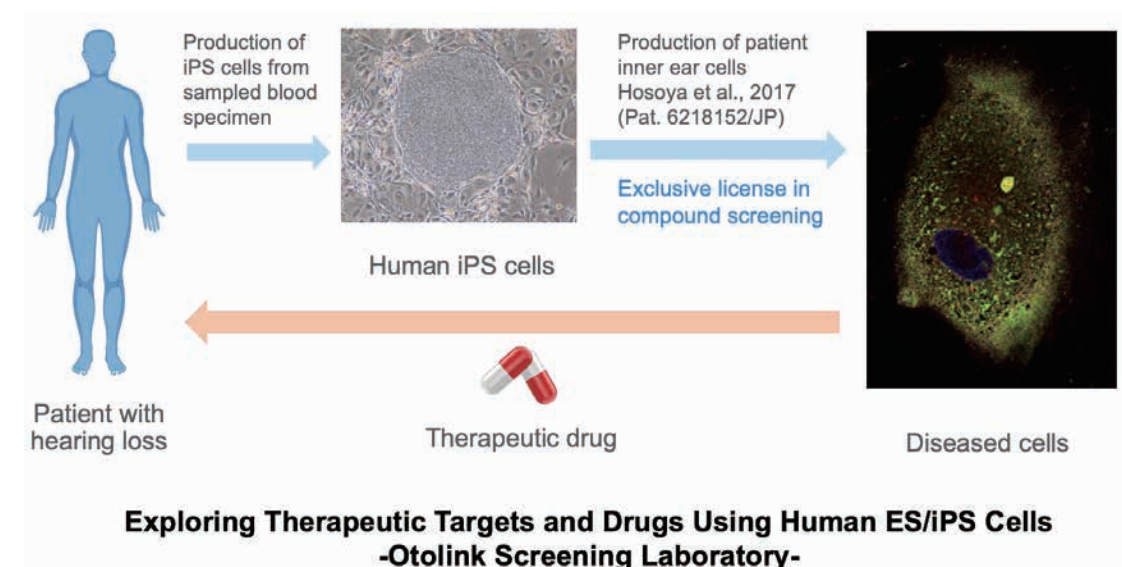 Production of
iPS cells from
sampled blood
specimen
Production of patient
inner ear cells
Hosoya et al., 2017
(Pat. 6218152/JP)
Exclusive license in
compound screening
Human iPS cells
Patient with
hearing loss
Therapeutic drug
Diseased cells
Exploring Therapeutic Targets and Drugs Using Human ES/iPS Cells
-Otolink Screening Laboratory-